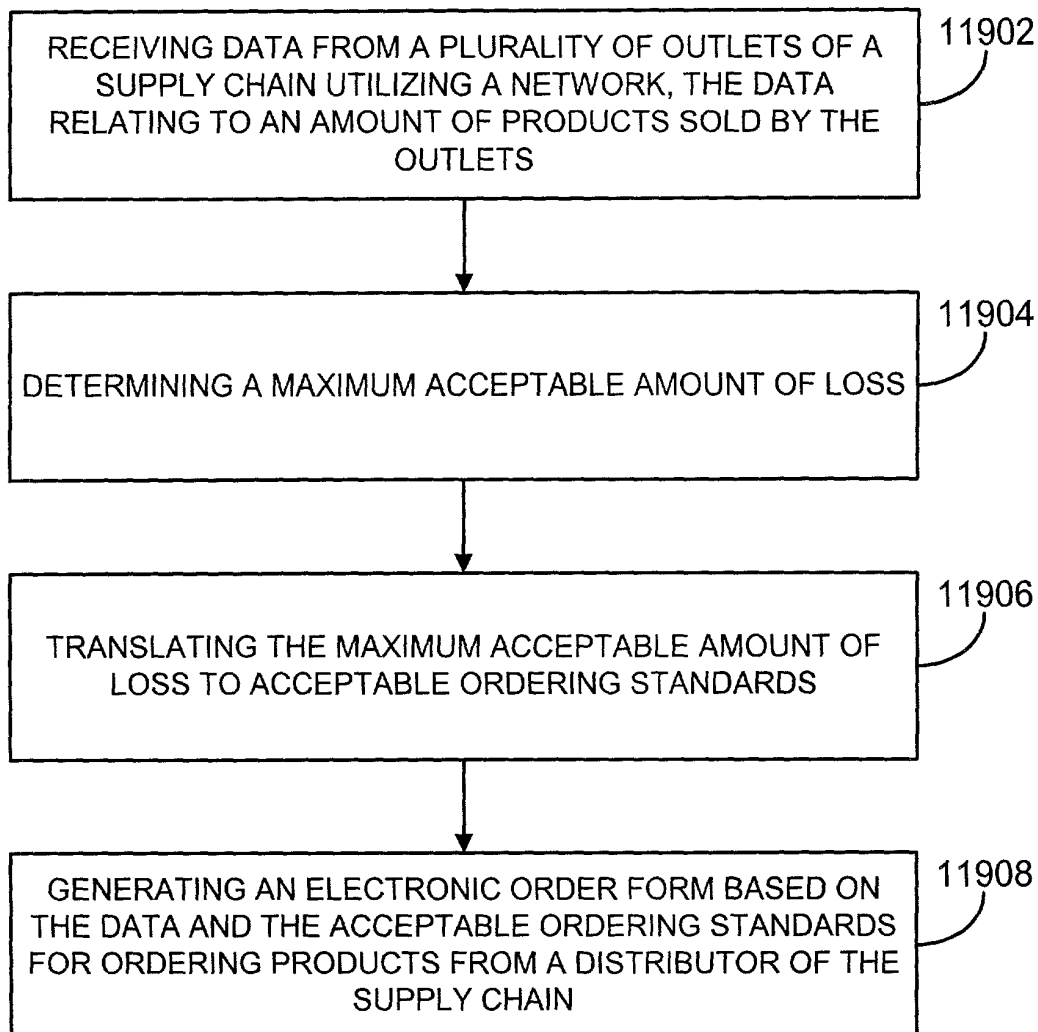 RECEIVING DATA FROM A PLURALITY OF OUTLETS OF A
SUPPLY CHAIN UTILIZING A NETWORK, THE DATA
RELATING TO AN AMOUNT OF PRODUCTS SOLD BY THE
OUTLETS
11902
DETERMINING A MAXIMUM ACCEPTABLE AMOUNT OF LOSS
11904
TRANSLATING THE MAXIMUM ACCEPTABLE AMOUNT OF
LOSS TO ACCEPTABLE ORDERING STANDARDS
11906
GENERATING AN ELECTRONIC ORDER FORM BASED ON
THE DATA AND THE ACCEPTABLE ORDERING STANDARDS
FOR ORDERING PRODUCTS FROM A DISTRIBUTOR OF THE
SUPPLY CHAIN
11908